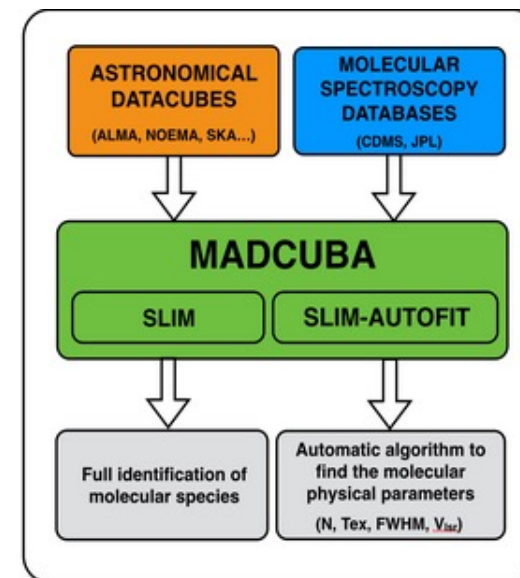 ASTRONOMICAL
DATACUBES
(ALMA, NOEMA, SKA...)
MOLECULAR
SPECTROSCOPY
DATABASES
(CDMS, JPL)
MADCUBA
SLIM
SLIM-AUTOFIT
Full identification of
molecular species
Automatic algorithm to
find the molecular
physical parameters
(N, Tex, FWHM, Vlsr)